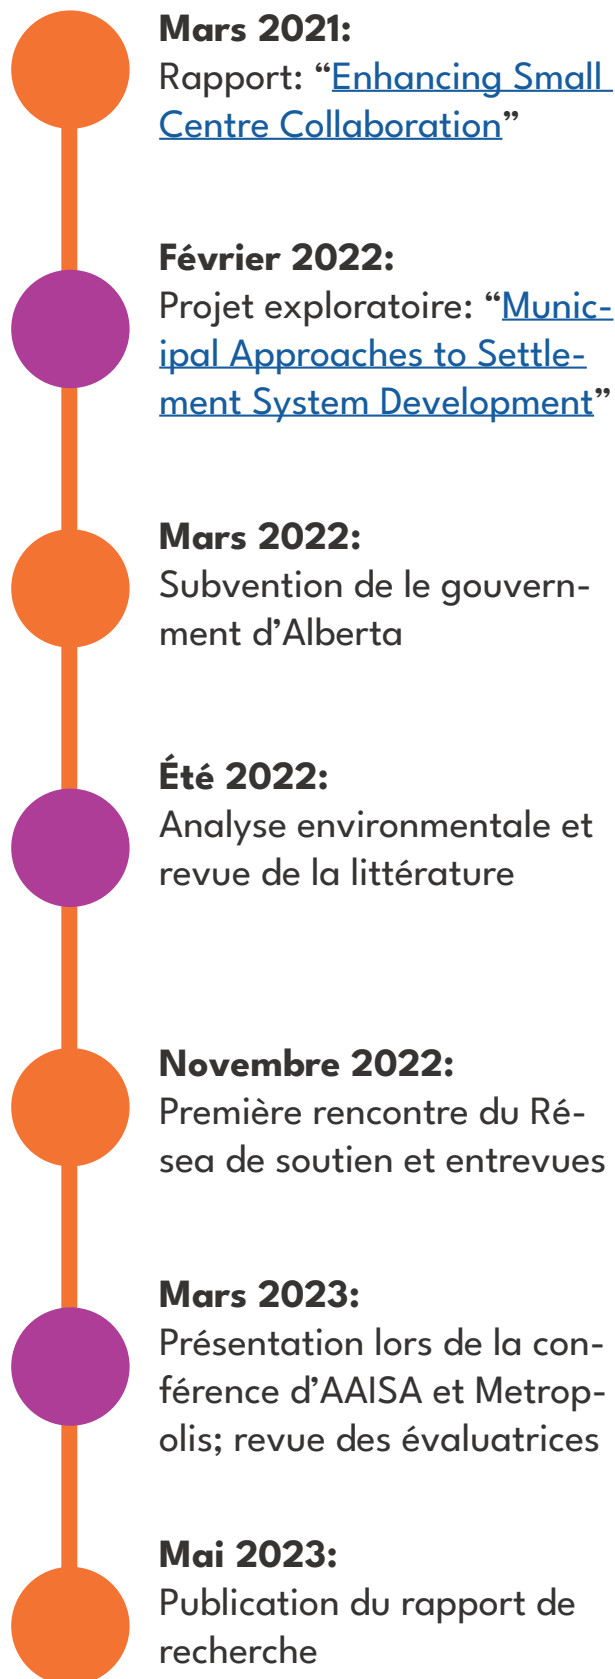 Mars 2021:
Rapport: “Enhancing Small
Centre Collaboration”
Février 2022:
Projet exploratoire: “Munic-
ipal Approaches to Settle-
ment System Development”
Mars 2022:
Subvention de le gouvern-
ment d’Alberta
Été 2022:
Analyse environmentale et
revue de la littérature
Novembre 2022:
Première rencontre du Ré-
sea de soutien et entrevues
Mars 2023:
Présentation lors de la con-
férence d’AAISA et Metrop-
olis; revue des évaluatrices
Mai 2023:
Publication du rapport de
recherche